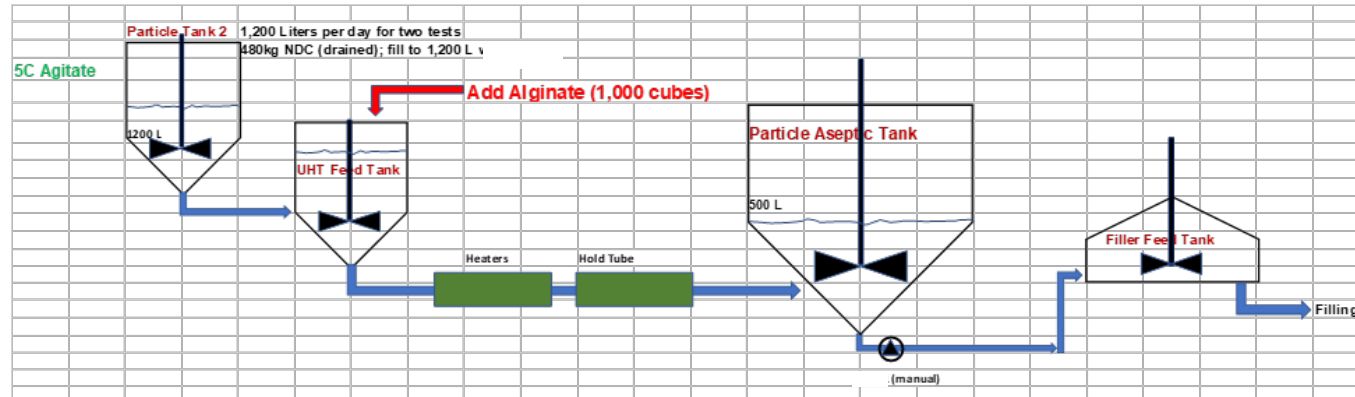 Particle Tank 2
1,200 Liters per day for two tests
480kg NDC (drained); fill to 1,200 L
5C Agitate
Add Alginate (1,000 cubes)
1200 L
UHT Feed Tank
Particle Aseptic Tank
500 L
Filler Feed Tank
Heaters
Hold Tube
Filling
(manual)